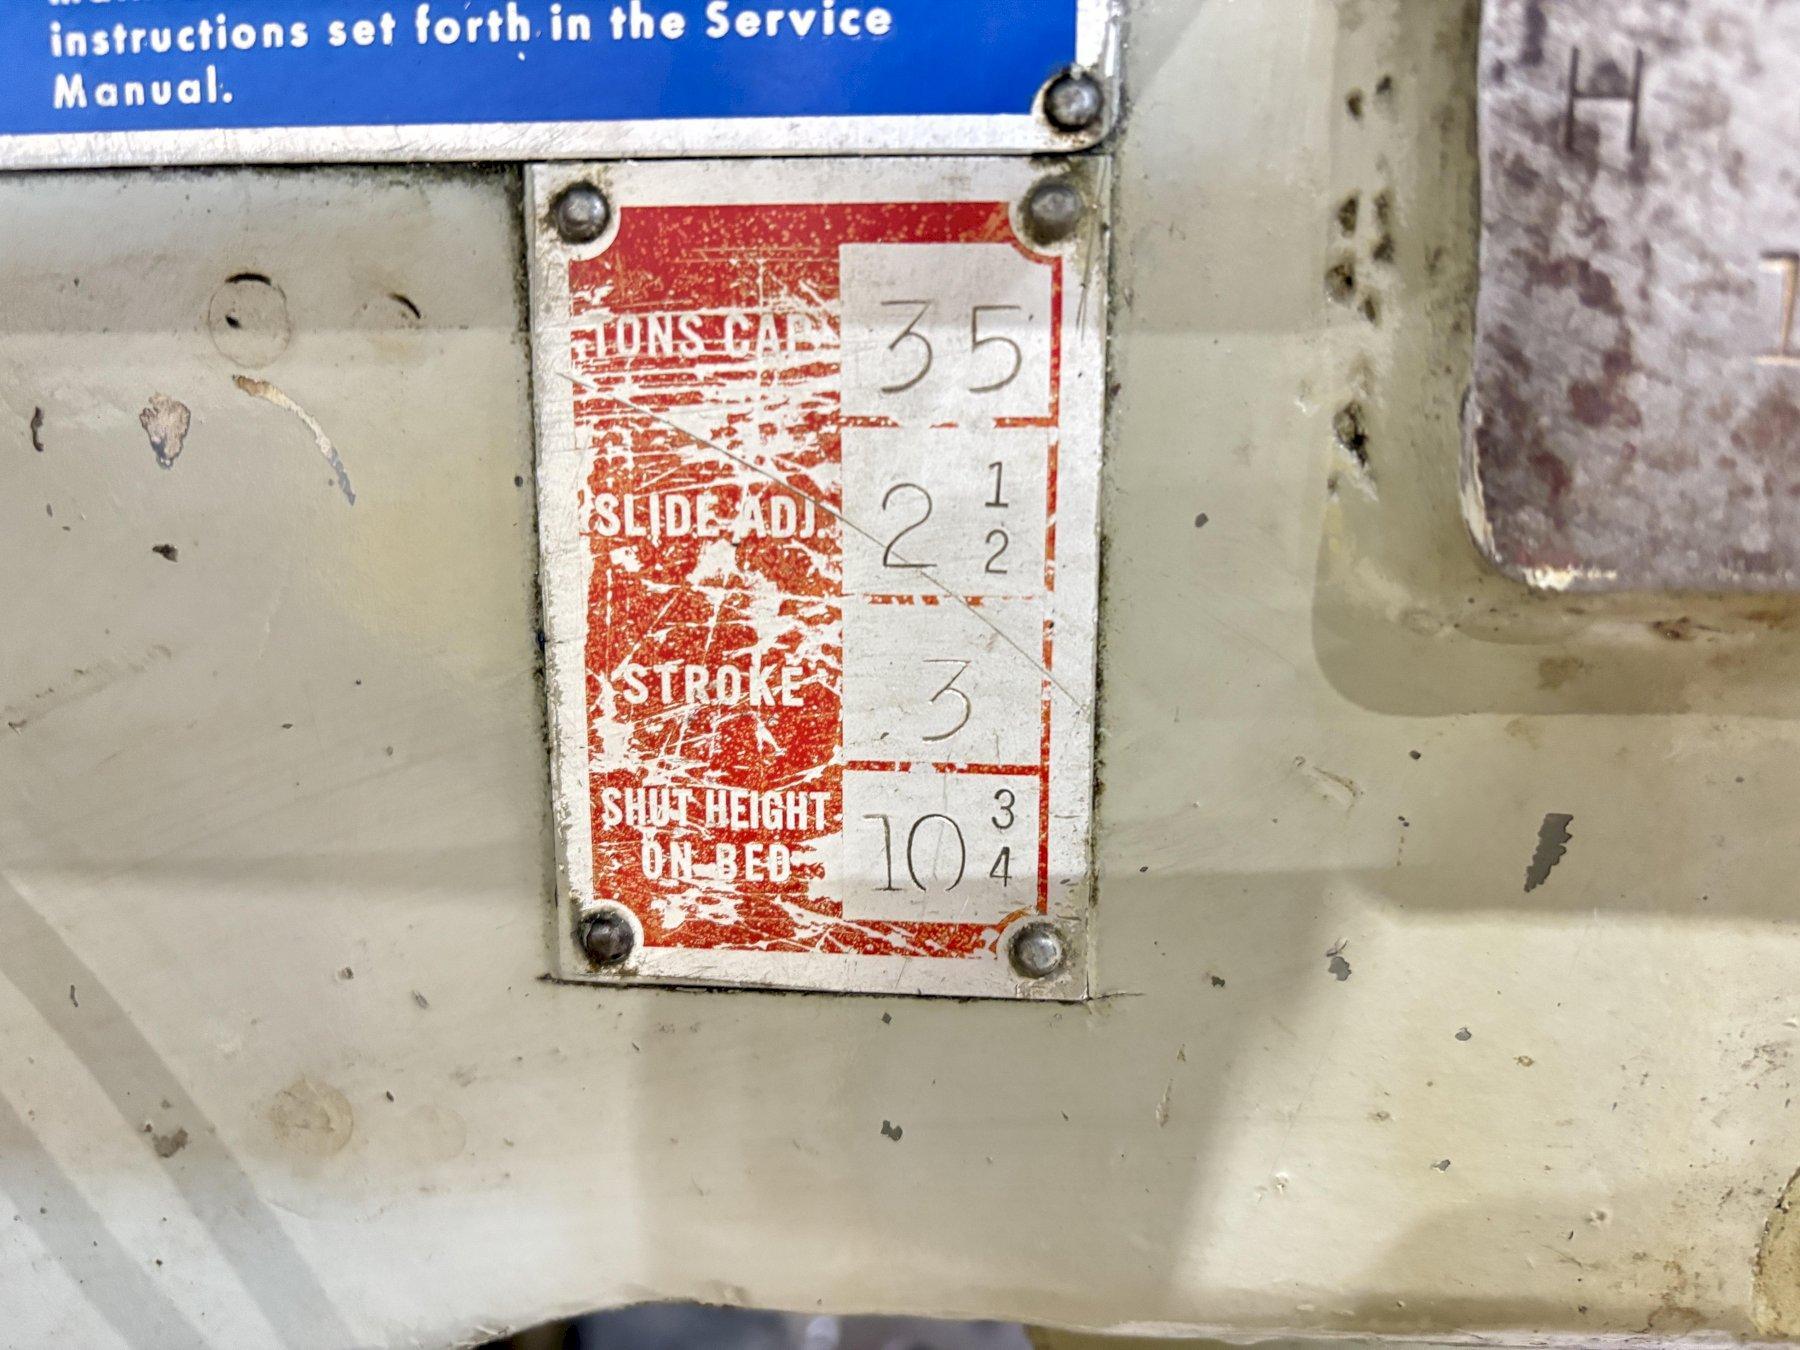 instructions set forth in the Service
Manual.
H
1
TONS CAP. 35
SLIDE ADJ. 2 1/2
STROKE 3
SHUT HEIGHT
ON BED 10 3/4